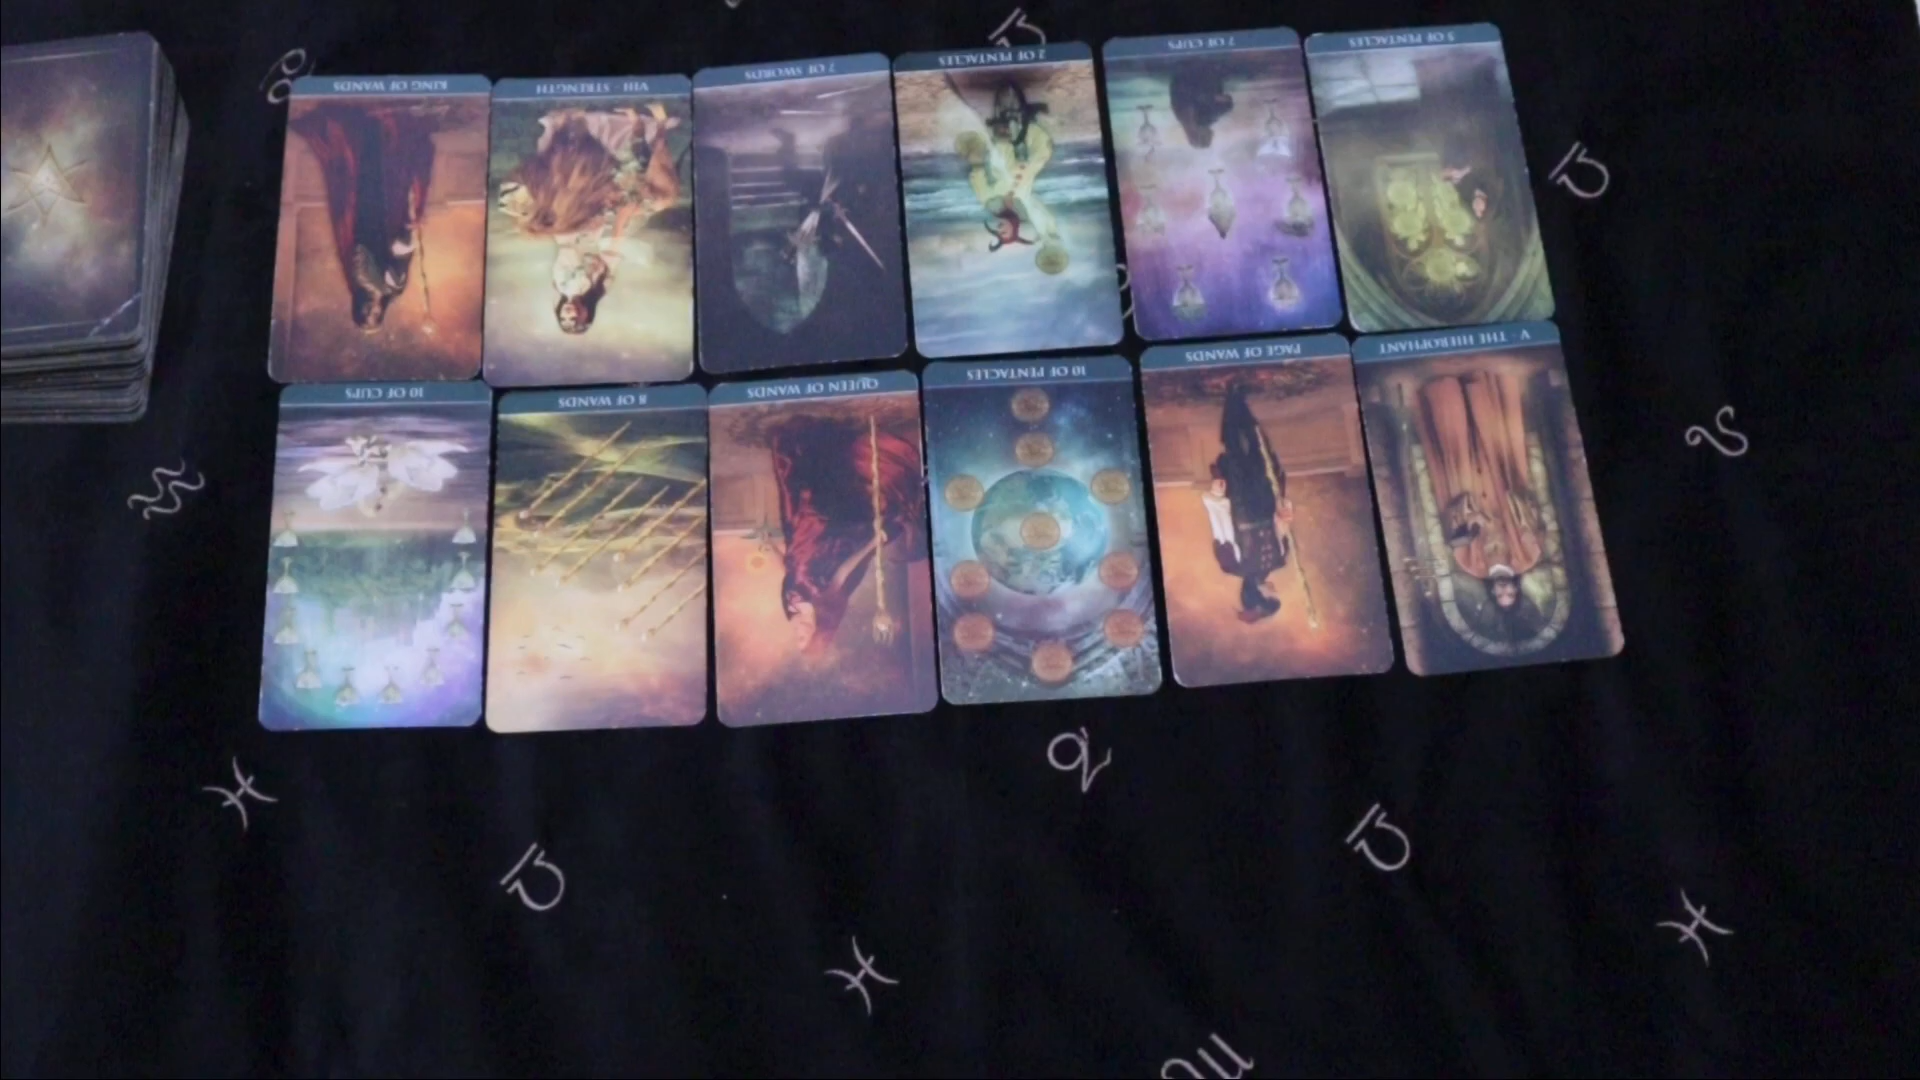 KING OF WANDS
VIII · STRENGTH
OF SWORDS
2 OF PENTACLES
7 OF CUPS
5 OF PENTACLES
10 OF CUPS
8 OF WANDS
QUEEN OF WANDS
10 OF PENTACLES
PAGE OF WANDS
V · THE HIEROPHANT